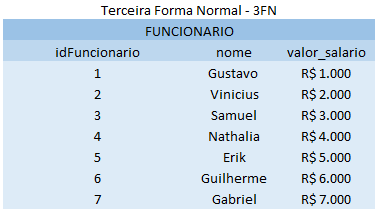 Terceira Forma Normal - 3FN
FUNCIONARIO
idFuncionario nome valor_salario
1 Gustavo R$ 1.000
2 Vinicius R$ 2.000
3 Samuel R$ 3.000
4 Nathalia R$ 4.000
5 Erik R$ 5.000
6 Guilherme R$ 6.000
7 Gabriel R$ 7.000